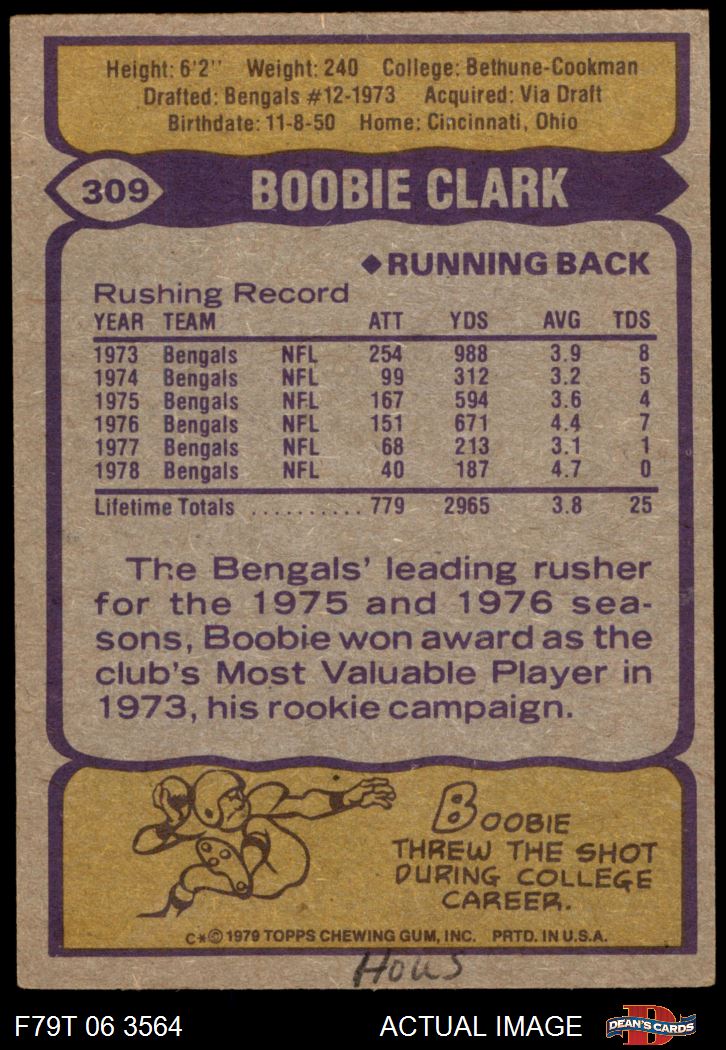 Height: 6'2" Weight: 240 College: Bethune-Cookman
Drafted: Bengals #12-1973 Acquired: Via Draft
Birthdate: 11-8-50 Home: Cincinnati, Ohio
309 BOOBIE CLARK
◆RUNNING BACK
Rushing Record
YEAR TEAM ATT YDS AVG TDS
1973 Bengals NFL 254 988 3.9 8
1974 Bengals NFL 99 312 3.2 5
1975 Bengals NFL 167 594 3.6 4
1976 Bengals NFL 151 671 4.4 7
1977 Bengals NFL 68 213 3.1 1
1978 Bengals NFL 40 187 4.7 0
Lifetime Totals .......... 779 2965 3.8 25
The Bengals' leading rusher
for the 1975 and 1976 sea-
sons, Boobie won award as the
club's Most Valuable Player in
1973, his rookie campaign.
BOOBIE
THREW THE SHOT
DURING COLLEGE
CAREER.
C*© 1979 TOPPS CHEWING GUM, INC. PRTD. IN U.S.A.
Hous
F79T 06 3564 ACTUAL IMAGE D DEAN'S CARDS